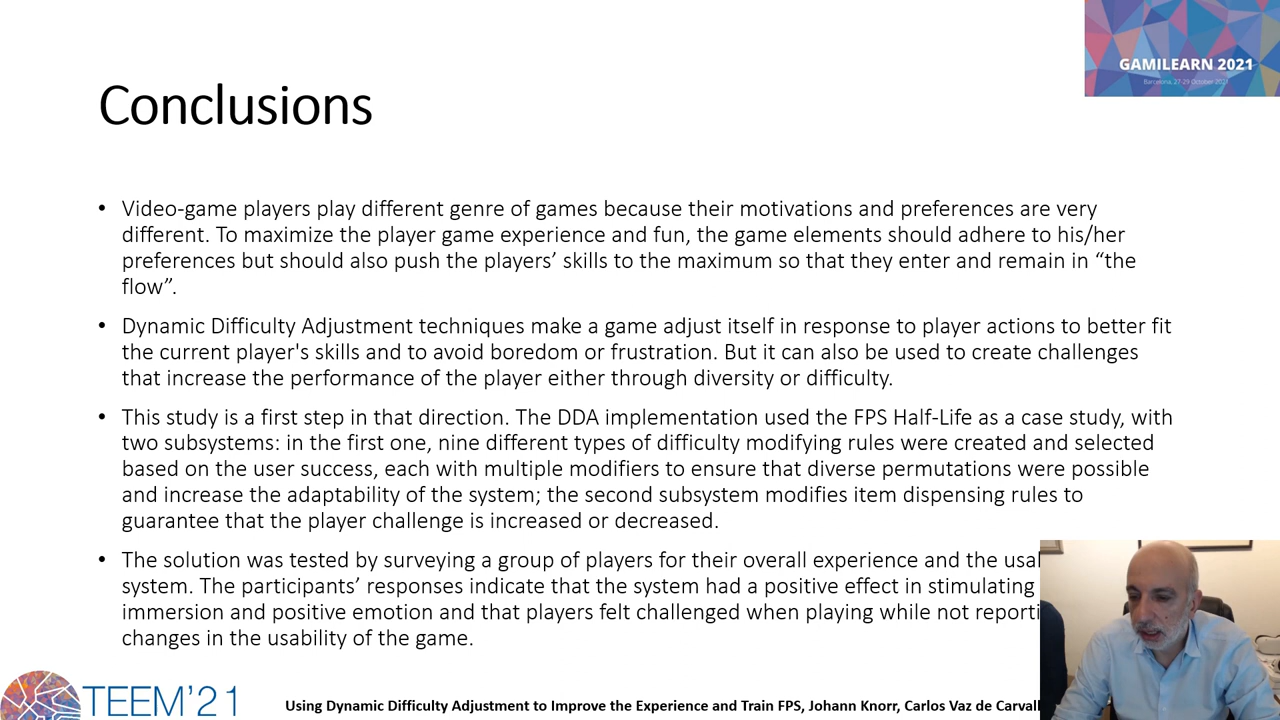 GAMILEARN 2021
Barcelona, 27-29 October 2021
Conclusions
• Video-game players play different genre of games because their motivations and preferences are very
different. To maximize the player game experience and fun, the game elements should adhere to his/her
preferences but should also push the players’ skills to the maximum so that they enter and remain in “the
flow”.
• Dynamic Difficulty Adjustment techniques make a game adjust itself in response to player actions to better fit
the current player's skills and to avoid boredom or frustration. But it can also be used to create challenges
that increase the performance of the player either through diversity or difficulty.
• This study is a first step in that direction. The DDA implementation used the FPS Half-Life as a case study, with
two subsystems: in the first one, nine different types of difficulty modifying rules were created and selected
based on the user success, each with multiple modifiers to ensure that diverse permutations were possible
and increase the adaptability of the system; the second subsystem modifies item dispensing rules to
guarantee that the player challenge is increased or decreased.
• The solution was tested by surveying a group of players for their overall experience and the
system. The participants’ responses indicate that the system had a positive effect in stimulating
immersion and positive emotion and that players felt challenged when playing while not
changes in the usability of the game.
TEEM’21
Using Dynamic Difficulty Adjustment to Improve the Experience and Train FPS, Johann Knorr, Carlos Vaz de